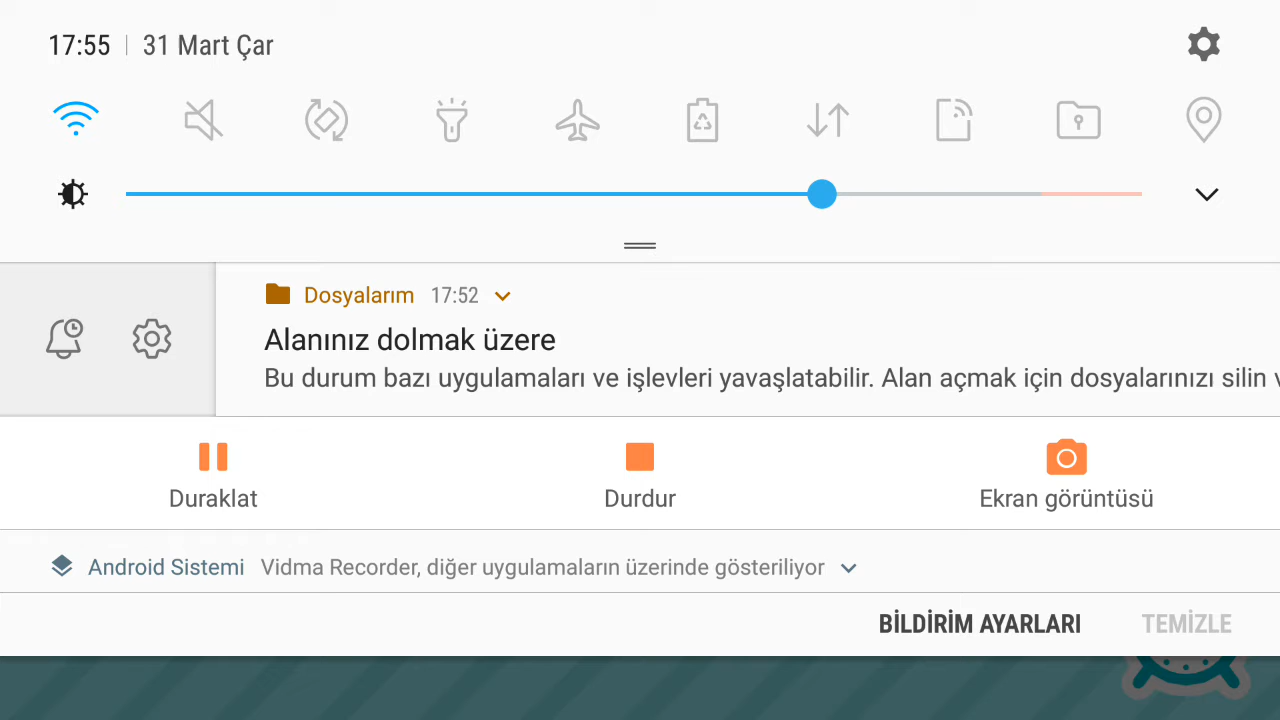 17:55 31 Mart Çar
Dosyalarım 17:52
Alanınız dolmak üzere
Bu durum bazı uygulamaları ve işlevleri yavaşlatabilir. Alan açmak için dosyalarınızı silin v
Duraklat Durdur Ekran görüntüsü
Android Sistemi Vidma Recorder, diğer uygulamaların üzerinde gösteriliyor
BİLDİRİM AYARLARI TEMİZLE